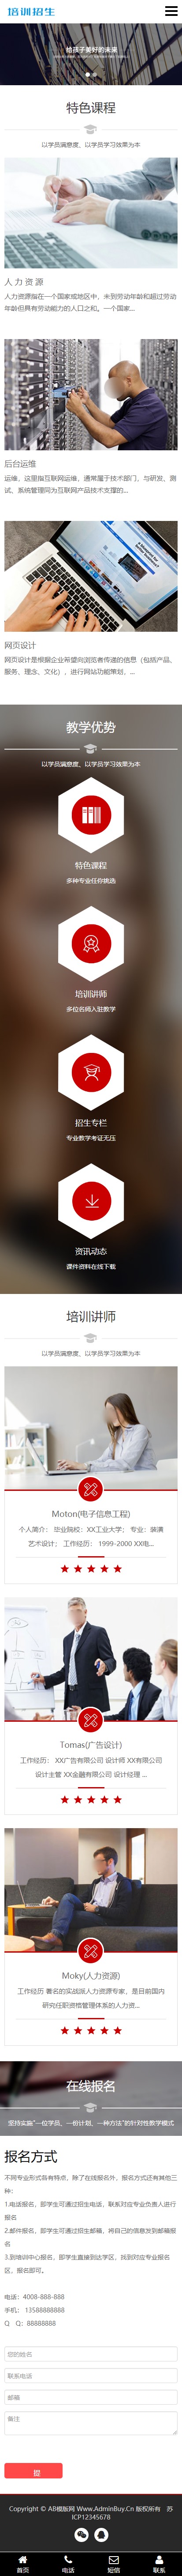 培训招生
给孩子美好的未来
特色课程
以学员满意度，以学员学习效果为本
人 力 资 源
人力资源指在一个国家或地区中，未到劳动年龄和超过劳动
年龄但具有劳动能力的人口之和。一个国家...
后台运维
运维，这里指互联网运维，通常属于技术部门，与研发、测
试、系统管理同为互联网产品技术支撑的...
网页设计
网页设计是根据企业希望向浏览者传递的信息（包括产品、
服务、理念、文化），进行网站功能策划，...
教学优势
以学员满意度，以学员学习效果为本
特色课程
多种专业任你挑选
培训讲师
多位名师入驻教学
招生专栏
专业教学考证无压
资讯动态
课件资料在线下载
培训讲师
以学员满意度，以学员学习效果为本
Moton(电子信息工程)
个人简介： 毕业院校：XX工业大学； 专业：装潢
艺术设计； 工作经历： 1999-2000 XX电...
Tomas(广告设计)
工作经历： XX广告有限公司 设计师 XX有限公司
设计主管 XX金融有限公司 设计经理 ...
Moky(人力资源)
工作经历 著名的实战派人力资源专家，是目前国内
研究任职资格管理体系的人力资...
在线报名
坚持实施“一位学员、一份计划、一种方法”的针对性教学模式
报名方式
不同专业形式各有特点，除了在线报名外，报名方式还有其他三
种：
1.电话报名，即学生可通过招生电话，联系对应专业负责人进行
报名
2.邮件报名，即学生可通过招生邮箱，将自己的信息发到邮箱报
名
3.到培训中心报名，即学生直接到达学区，找到对应专业报名
区，报名即可。
电话：4008-888-888
手机： 13588888888
Q Q：88888888
您的姓名
联系电话
邮箱
备注
Copyright © AB模版网 Www.AdminBuy.Cn 版权所有 苏
ICP12345678
首页 电话 短信 联系